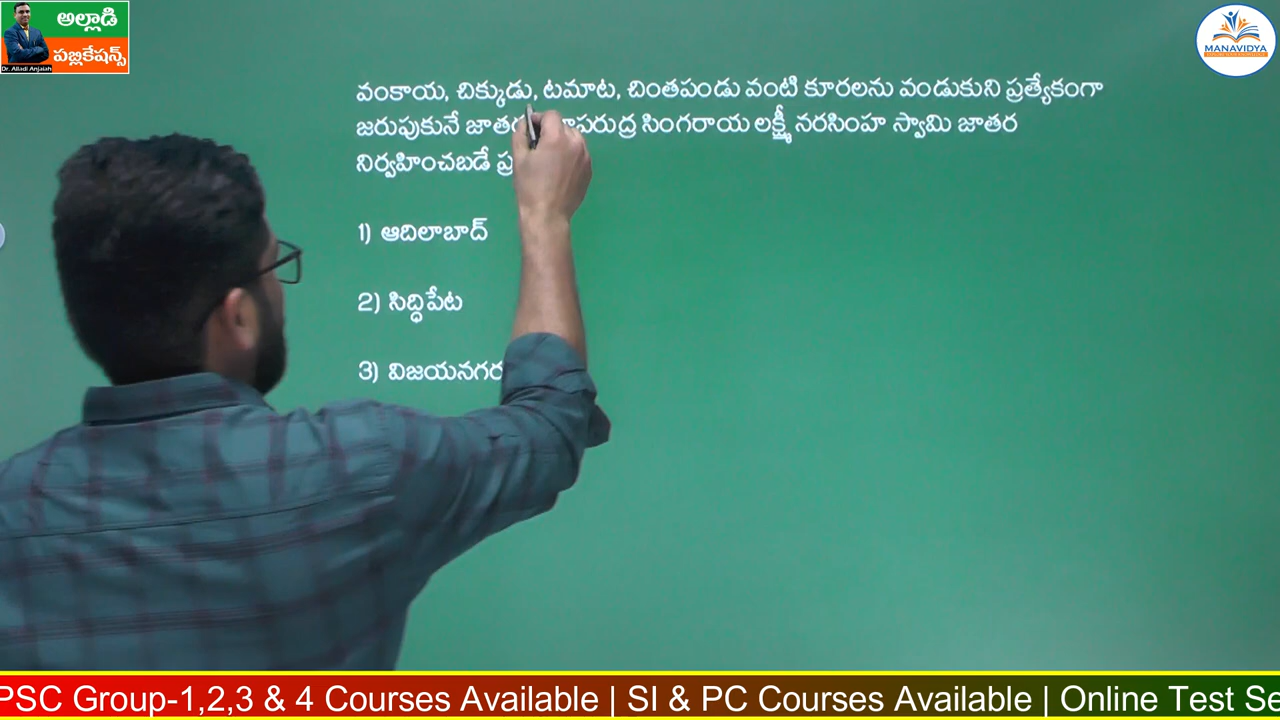 అల్లాడి
పబ్లికేషన్స్
Dr. Alladi Anjaiah
MANAVIDYA
వంకాయ, చిక్కుడు, టమాట, చింతపండు వంటి కూరలను వండుకుని ప్రత్యేకంగా
జరుపుకునే సింగరాయ లక్ష్మీ నరసింహ స్వామి జాతర
నిర్వహించబడే
1) ఆదిలాబాద్
2) సిద్ధిపేట
3) విజయనగర
PSC Group-1,2,3 & 4 Courses Available | SI & PC Courses Available | Online Test Se